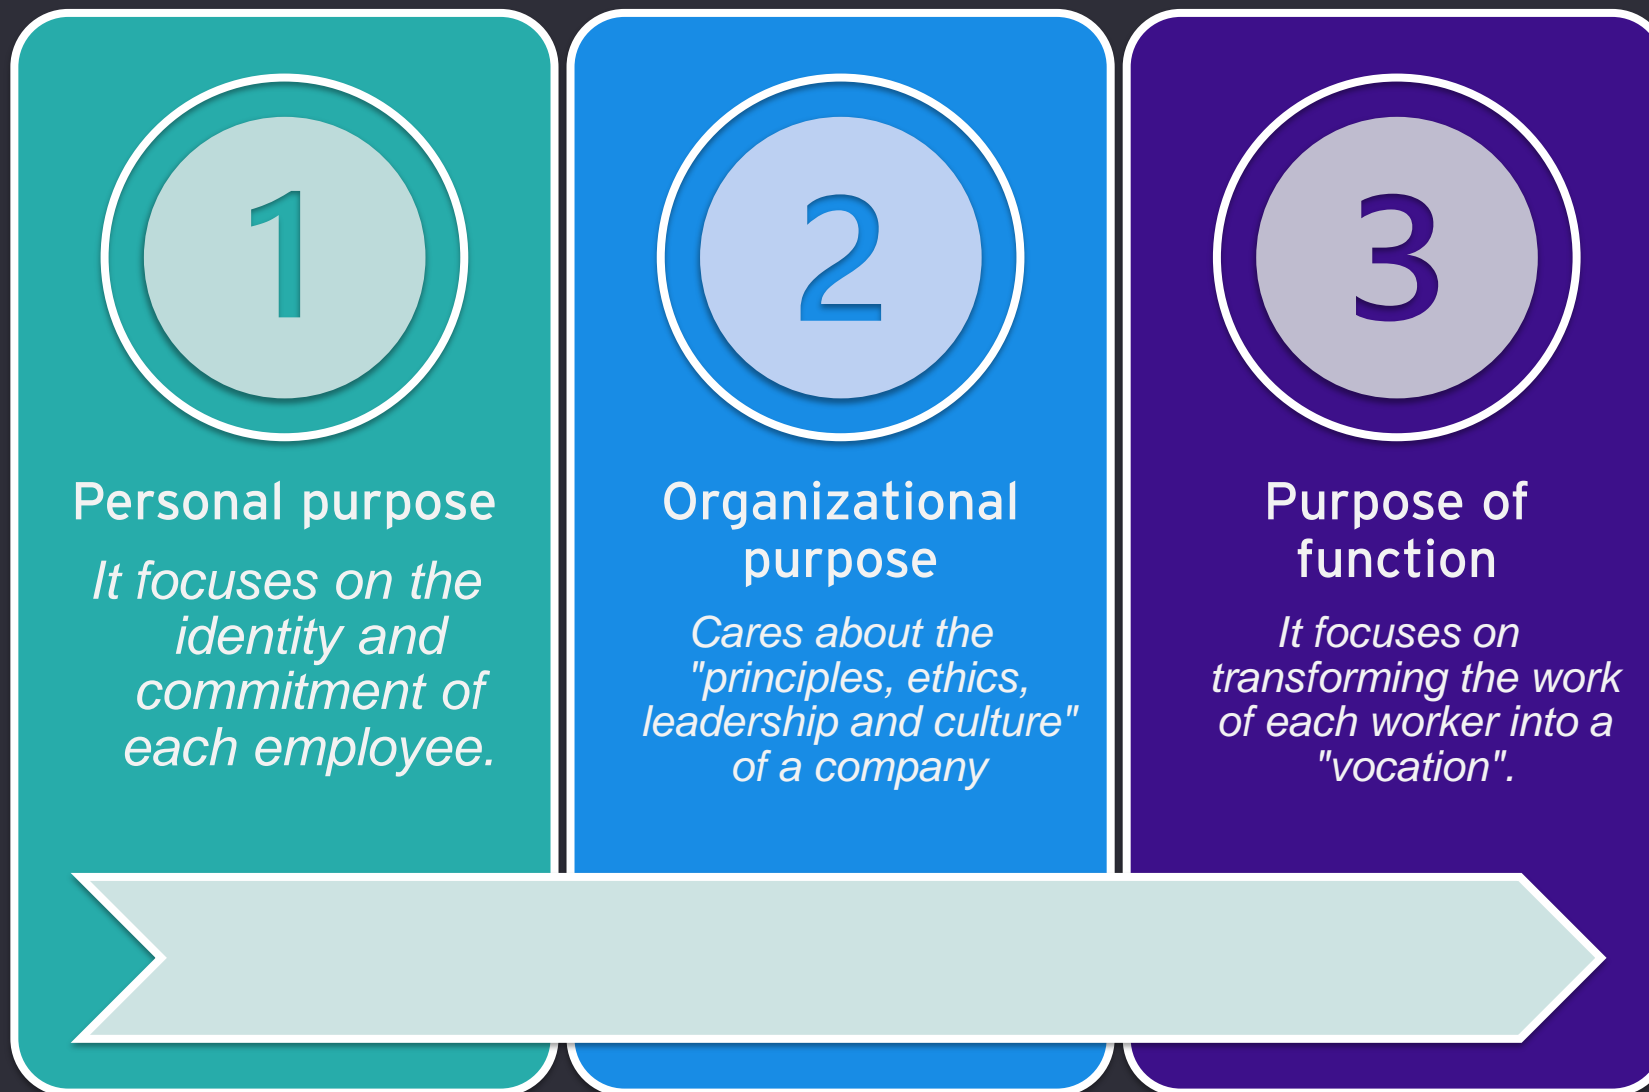 1
Personal purpose
It focuses on the
identity and
commitment of
each employee.
2
Organizational
purpose
Cares about the
"principles, ethics,
leadership and culture"
of a company
3
Purpose of
function
It focuses on
transforming the work
of each worker into a
"vocation".